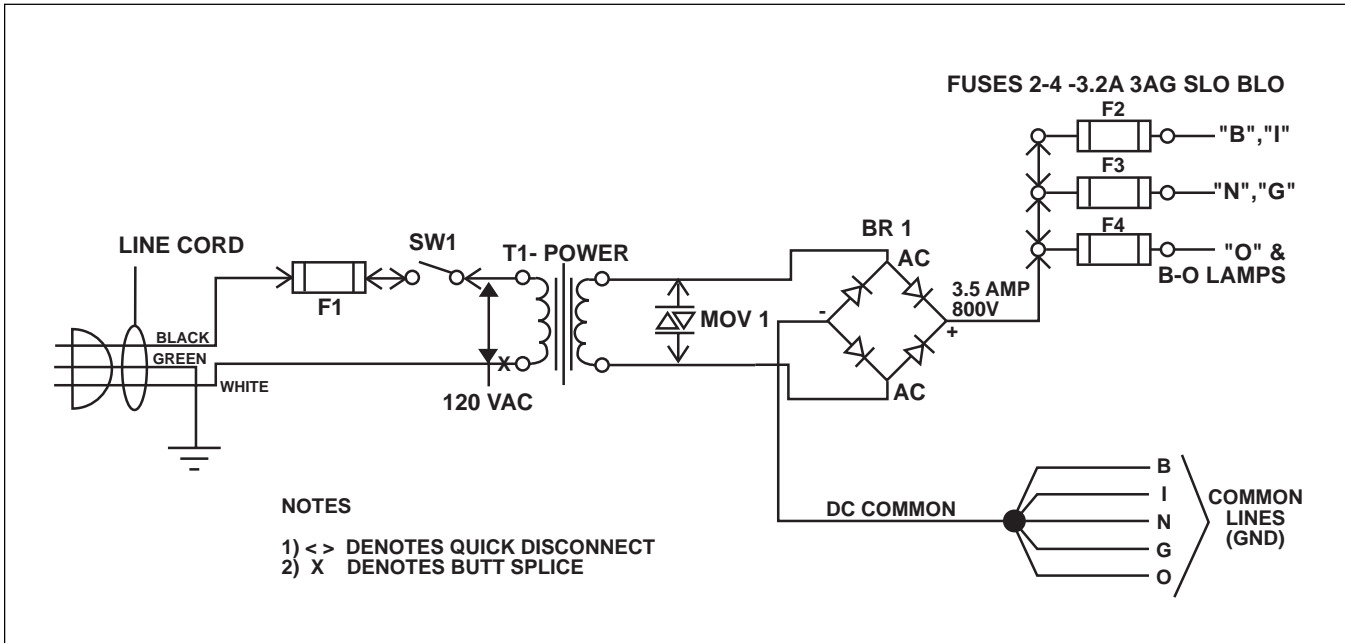 FUSES 2-4 -3.2A 3AG SLO BLO
F2
"B","I"
F3
"N","G"
F4
"O" &
B-O LAMPS
LINE CORD
F1
SW1
T1- POWER
MOV 1
BR 1
AC
-
+
3.5 AMP
800V
AC
BLACK
GREEN
WHITE
X
120 VAC
DC COMMON
B
I
N
G
O
COMMON
LINES
(GND)
NOTES
1) < > DENOTES QUICK DISCONNECT
2) X DENOTES BUTT SPLICE